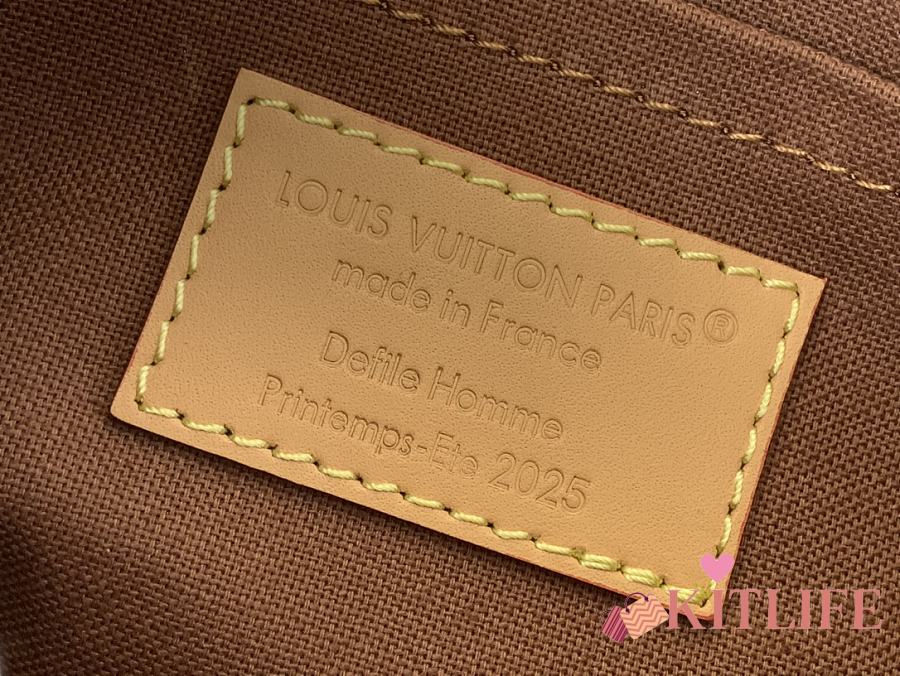 LOUIS VUITTON PARIS®
made in France
Defile Homme
Printemps-Ete 2025
KITLIFE